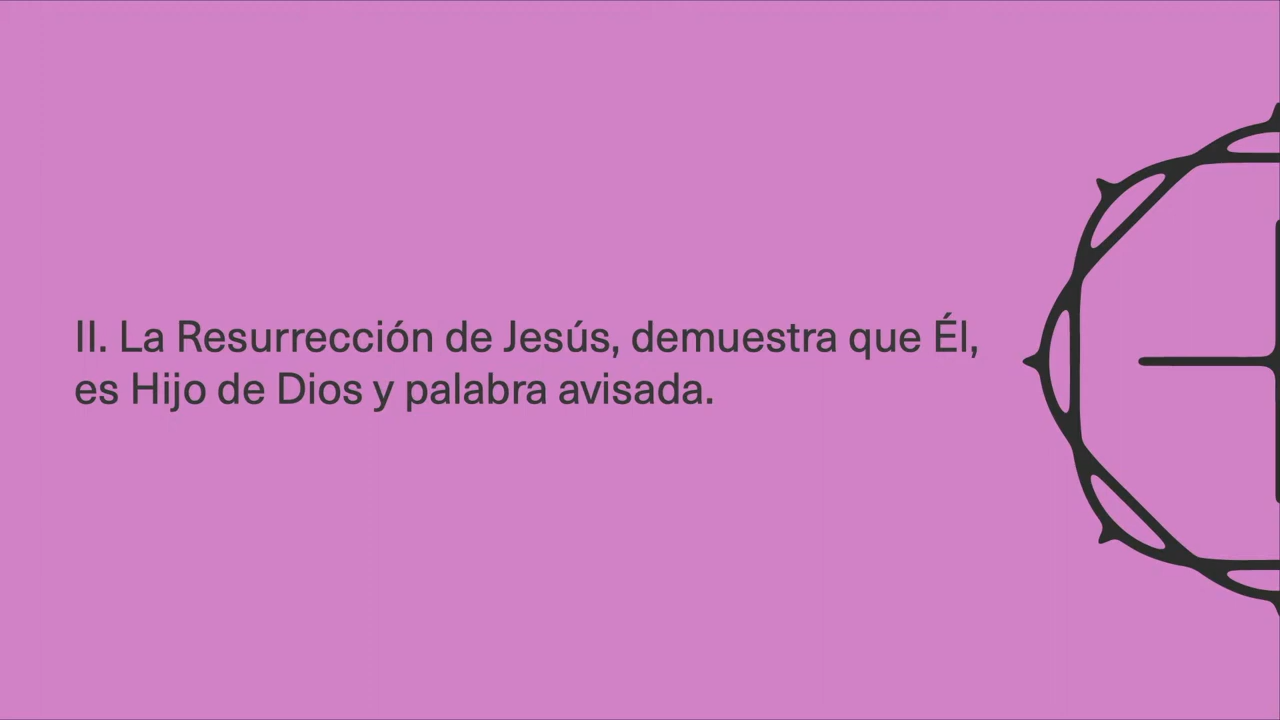 II. La Resurrección de Jesús, demuestra que Él,
es Hijo de Dios y palabra avisada.